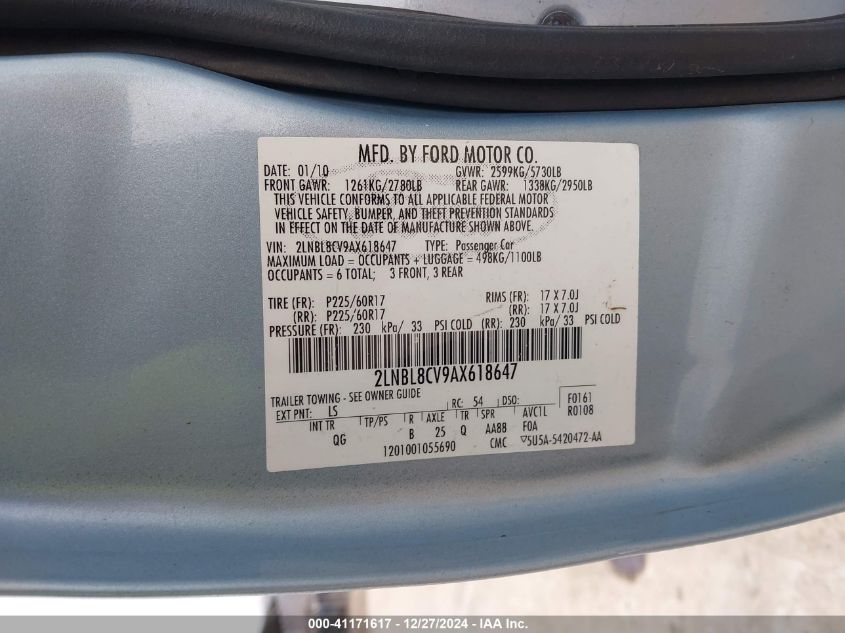 MFD. BY FORD MOTOR CO.
DATE: 01/10 GVWR: 2599KG/5730LB
FRONT GAWR: 1261KG/2780LB REAR GAWR: 1338KG/2950LB
THIS VEHICLE CONFORMS TO ALL APPLICABLE FEDERAL MOTOR
VEHICLE SAFETY, BUMPER, AND THEFT PREVENTION STANDARDS
IN EFFECT ON THE DATE OF MANUFACTURE SHOWN ABOVE.
VIN: 2LNBL8CV9AX618647 TYPE: Passenger Car
MAXIMUM LOAD = OCCUPANTS + LUGGAGE = 498KG/1100LB
OCCUPANTS = 6 TOTAL; 3 FRONT, 3 REAR
TIRE (FR): P225/60R17 RIMS (FR): 17 X 7.0J
(RR): P225/60R17 (RR): 17 X 7.0J
PRESSURE (FR): 230 kPa/ 33 PSI COLD (RR): 230 kPa/ 33 PSI COLD
2LNBL8CV9AX618647
TRAILER TOWING - SEE OWNER GUIDE
EXT PNT: LS RC: 54 DSO: F0161
INT TR TP/PS R AXLE TR SPR AVC1L R0108
QG B 25 Q AA8B F0A
1201001055690 CMC 5U5A-5420472-AA
000-41171617 - 12/27/2024 - IAA Inc.